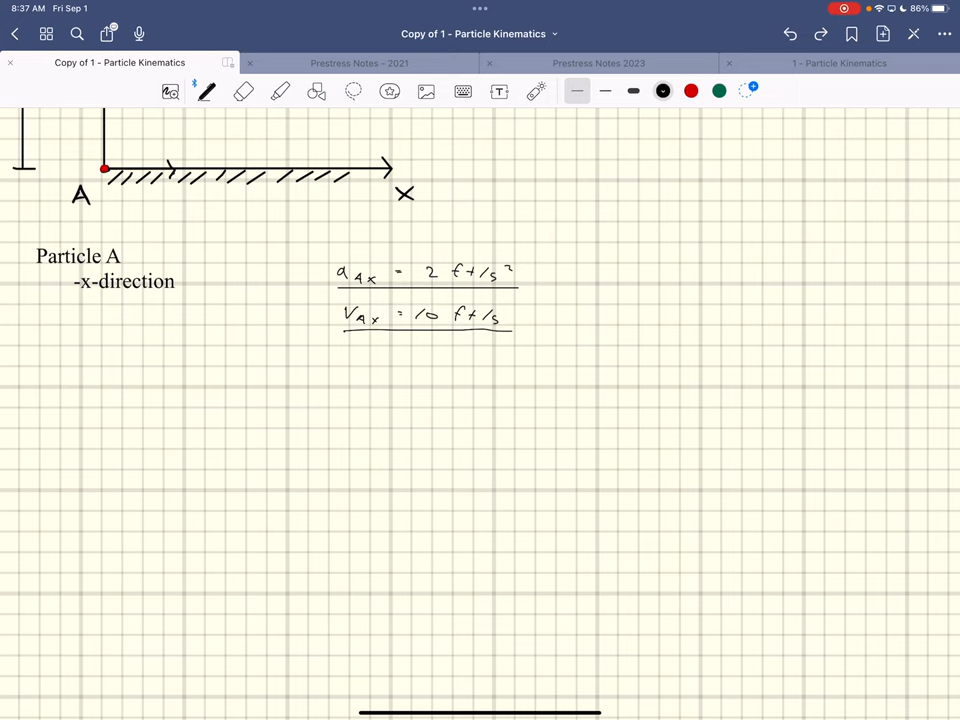 8:37 AM Fri Sep 1
86%
Copy of 1 - Particle Kinematics
Copy of 1 - Particle Kinematics
Prestress Notes - 2021
Prestress Notes 2023
1 - Particle Kinematics
T
A
x
Particle A
-x-direction
a_Ax = 2 ft/s²
V_Ax = 10 ft/s